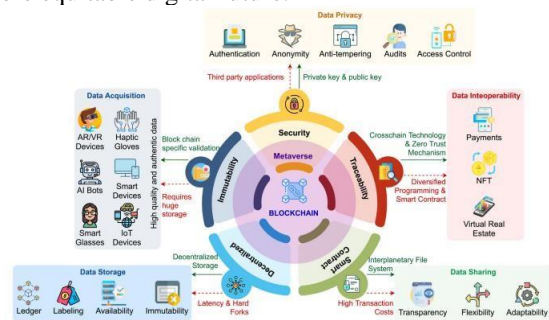 ore equitable digital future.
Data Privacy
Authentication
Anonymity
Anti-tempering
Audits
Access Control
Third party applications
Private key & public key
Data Acquisition
AR/VR
Devices
Haptic
Gloves
AI Bots
Smart
Devices
Smart
Glasses
IoT
Devices
High quality and authentic data
Block chain
specific validation
Requires
huge
storage
Security
Immutability
Traceability
Metaverse
BLOCKCHAIN
Decentralized
Smart
Contract
Crosschain Technology
& Zero Trust
Mechanism
Diversified
Programming &
Smart Contract
Data Inteoperability
Payments
NFT
Virtual Real
Estate
Decentralized
Storage
Latency & Hard
Forks
Interplanetary File
System
High Transaction
Costs
Data Storage
Ledger
Labeling
Availability
Immutability
Data Sharing
Transparency
Flexibility
Adaptability